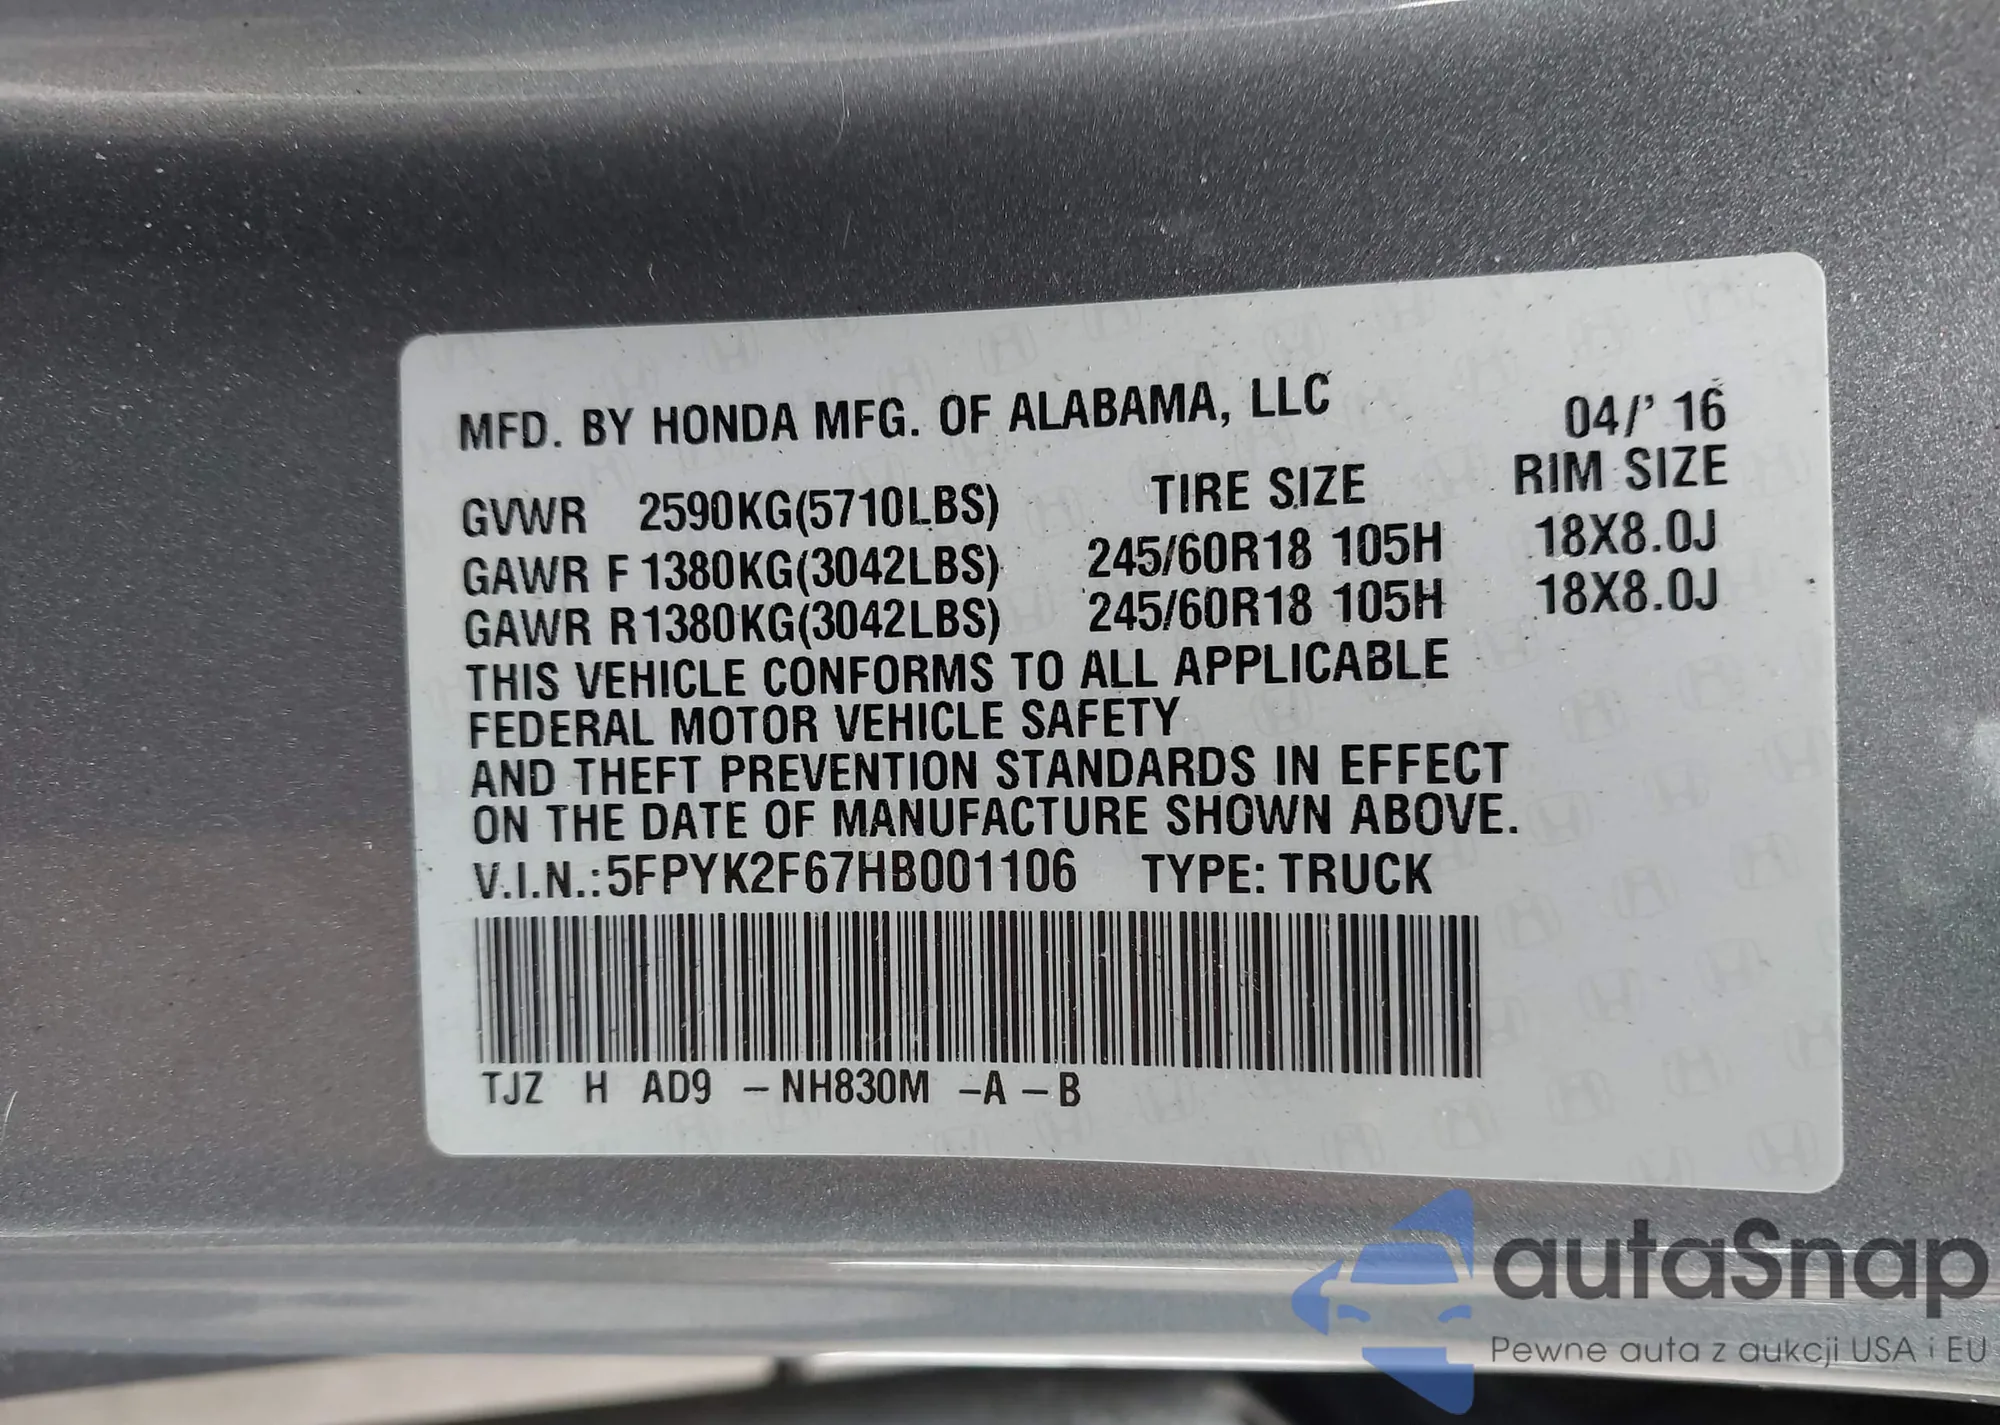 MFD. BY HONDA MFG. OF ALABAMA, LLC 04/' 16
GVWR 2590KG(5710LBS) TIRE SIZE RIM SIZE
GAWR F 1380KG(3042LBS) 245/60R18 105H 18X8.0J
GAWR R1380KG(3042LBS) 245/60R18 105H 18X8.0J
THIS VEHICLE CONFORMS TO ALL APPLICABLE
FEDERAL MOTOR VEHICLE SAFETY
AND THEFT PREVENTION STANDARDS IN EFFECT
ON THE DATE OF MANUFACTURE SHOWN ABOVE.
V.I.N.:5FPYK2F67HB001106 TYPE: TRUCK
TJZ H AD9 –NH830M –A –B
autaSnap
Pewne auta z aukcji USA i EU